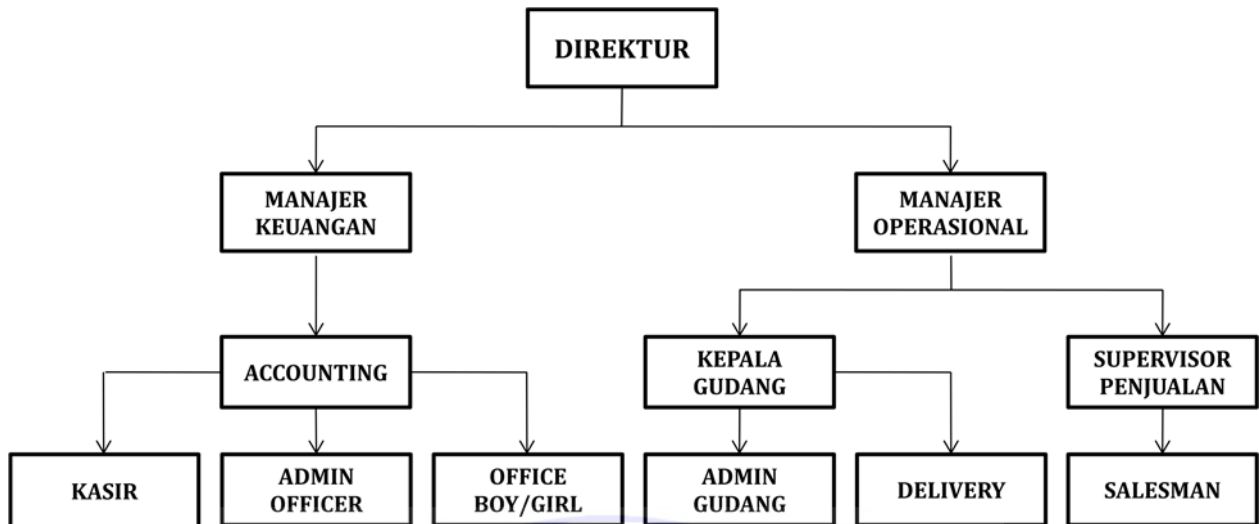 DIREKTUR
MANAJER
KEUANGAN
MANAJER
OPERASIONAL
ACCOUNTING
KEPALA
GUDANG
SUPERVISOR
PENJUALAN
KASIR
ADMIN
OFFICER
OFFICE
BOY/GIRL
ADMIN
GUDANG
DELIVERY
SALESMAN